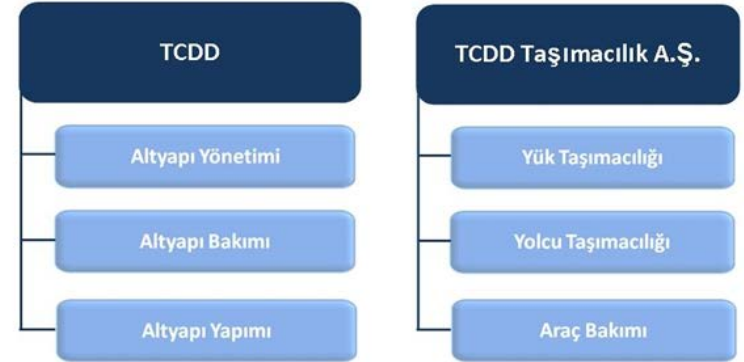 TCDD
Altyapı Yönetimi
Altyapı Bakımı
Altyapı Yapımı
TCDD Taşımacılık A.Ş.
Yük Taşımacılığı
Yolcu Taşımacılığı
Araç Bakımı